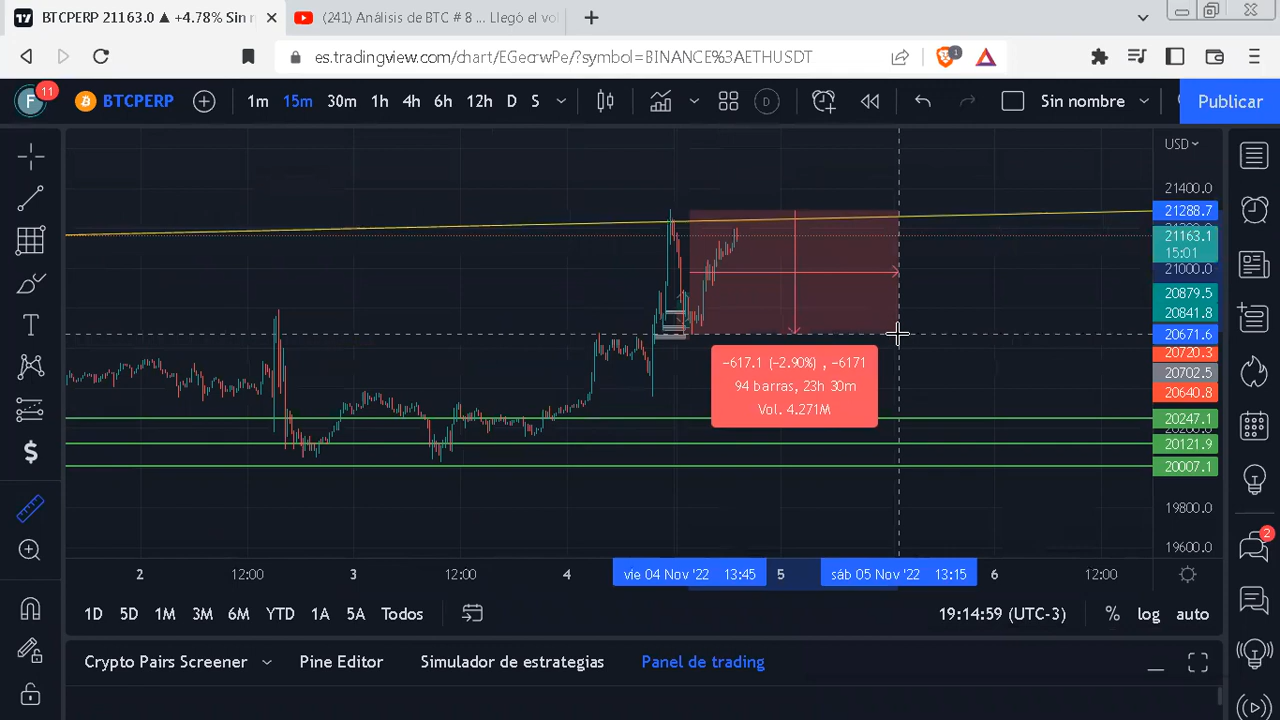 BTCPERP 21163.0 ▲ +4.78% Sin
(241) Análisis de BTC # 8 ... Llegó el vo
es.tradingview.com/chart/EGeqrwPe/?symbol=BINANCE%3AETHUSDT
1
F 11 BTCPERP 1m 15m 30m 1h 4h 6h 12h D S D Sin nombre Publicar
USD
21400.0
21288.7
21163.1
15:01
21000.0
20879.5
20841.8
20671.6
20720.3
20702.5
20640.8
20247.1
20121.9
20007.1
19800.0
19600.0
−617.1 (−2.90%) , −6171
94 barras, 23h 30m
Vol. 4.271M
2
2 12:00 3 12:00 4 vie 04 Nov '22 13:45 5 sáb 05 Nov '22 13:15 6 12:00
1D 5D 1M 3M 6M YTD 1A 5A Todos 19:14:59 (UTC-3) % log auto
Crypto Pairs Screener Pine Editor Simulador de estrategias Panel de trading